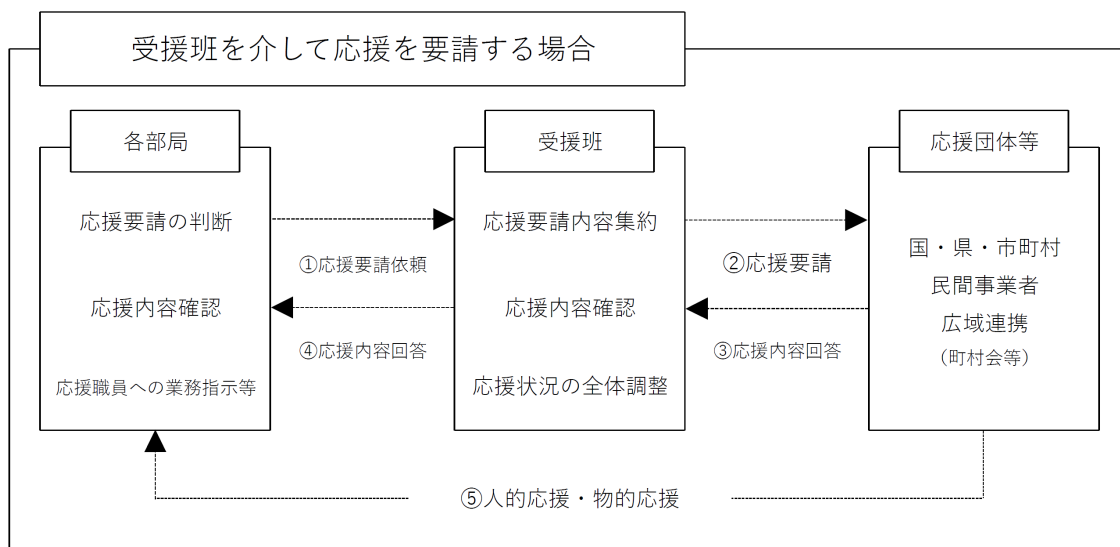 受援班を介して応援を要請する場合
各部局
応援要請の判断
応援内容確認
応援職員への業務指示等
①応援要請依頼
④応援内容回答
受援班
応援要請内容集約
応援内容確認
応援状況の全体調整
②応援要請
③応援内容回答
応援団体等
国・県・市町村
民間事業者
広域連携
（町村会等）
⑤人的応援・物的応援